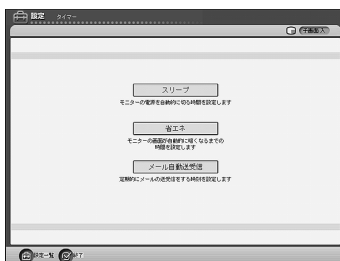 設定 タイマー
子画面入
スリープ
モニターの電源を自動的に切る時間を設定します
省エネ
モニターの画面が自動的に暗くなるまでの
時間を設定します
メール自動送受信
定期的にメールの送受信をする時刻を設定します
設定一覧 終了